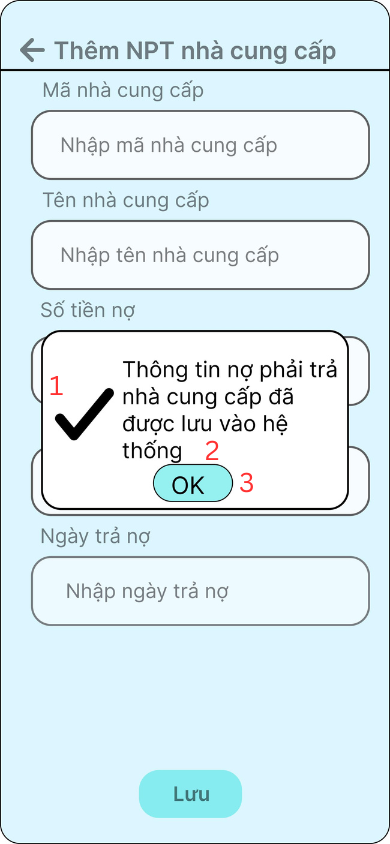 Thêm NPT nhà cung cấp
Mã nhà cung cấp
Nhập mã nhà cung cấp
Tên nhà cung cấp
Nhập tên nhà cung cấp
Số tiền nợ
1
Thông tin nợ phải trả
nhà cung cấp đã
được lưu vào hệ
thống 2
OK 3
Ngày trả nợ
Nhập ngày trả nợ
Lưu